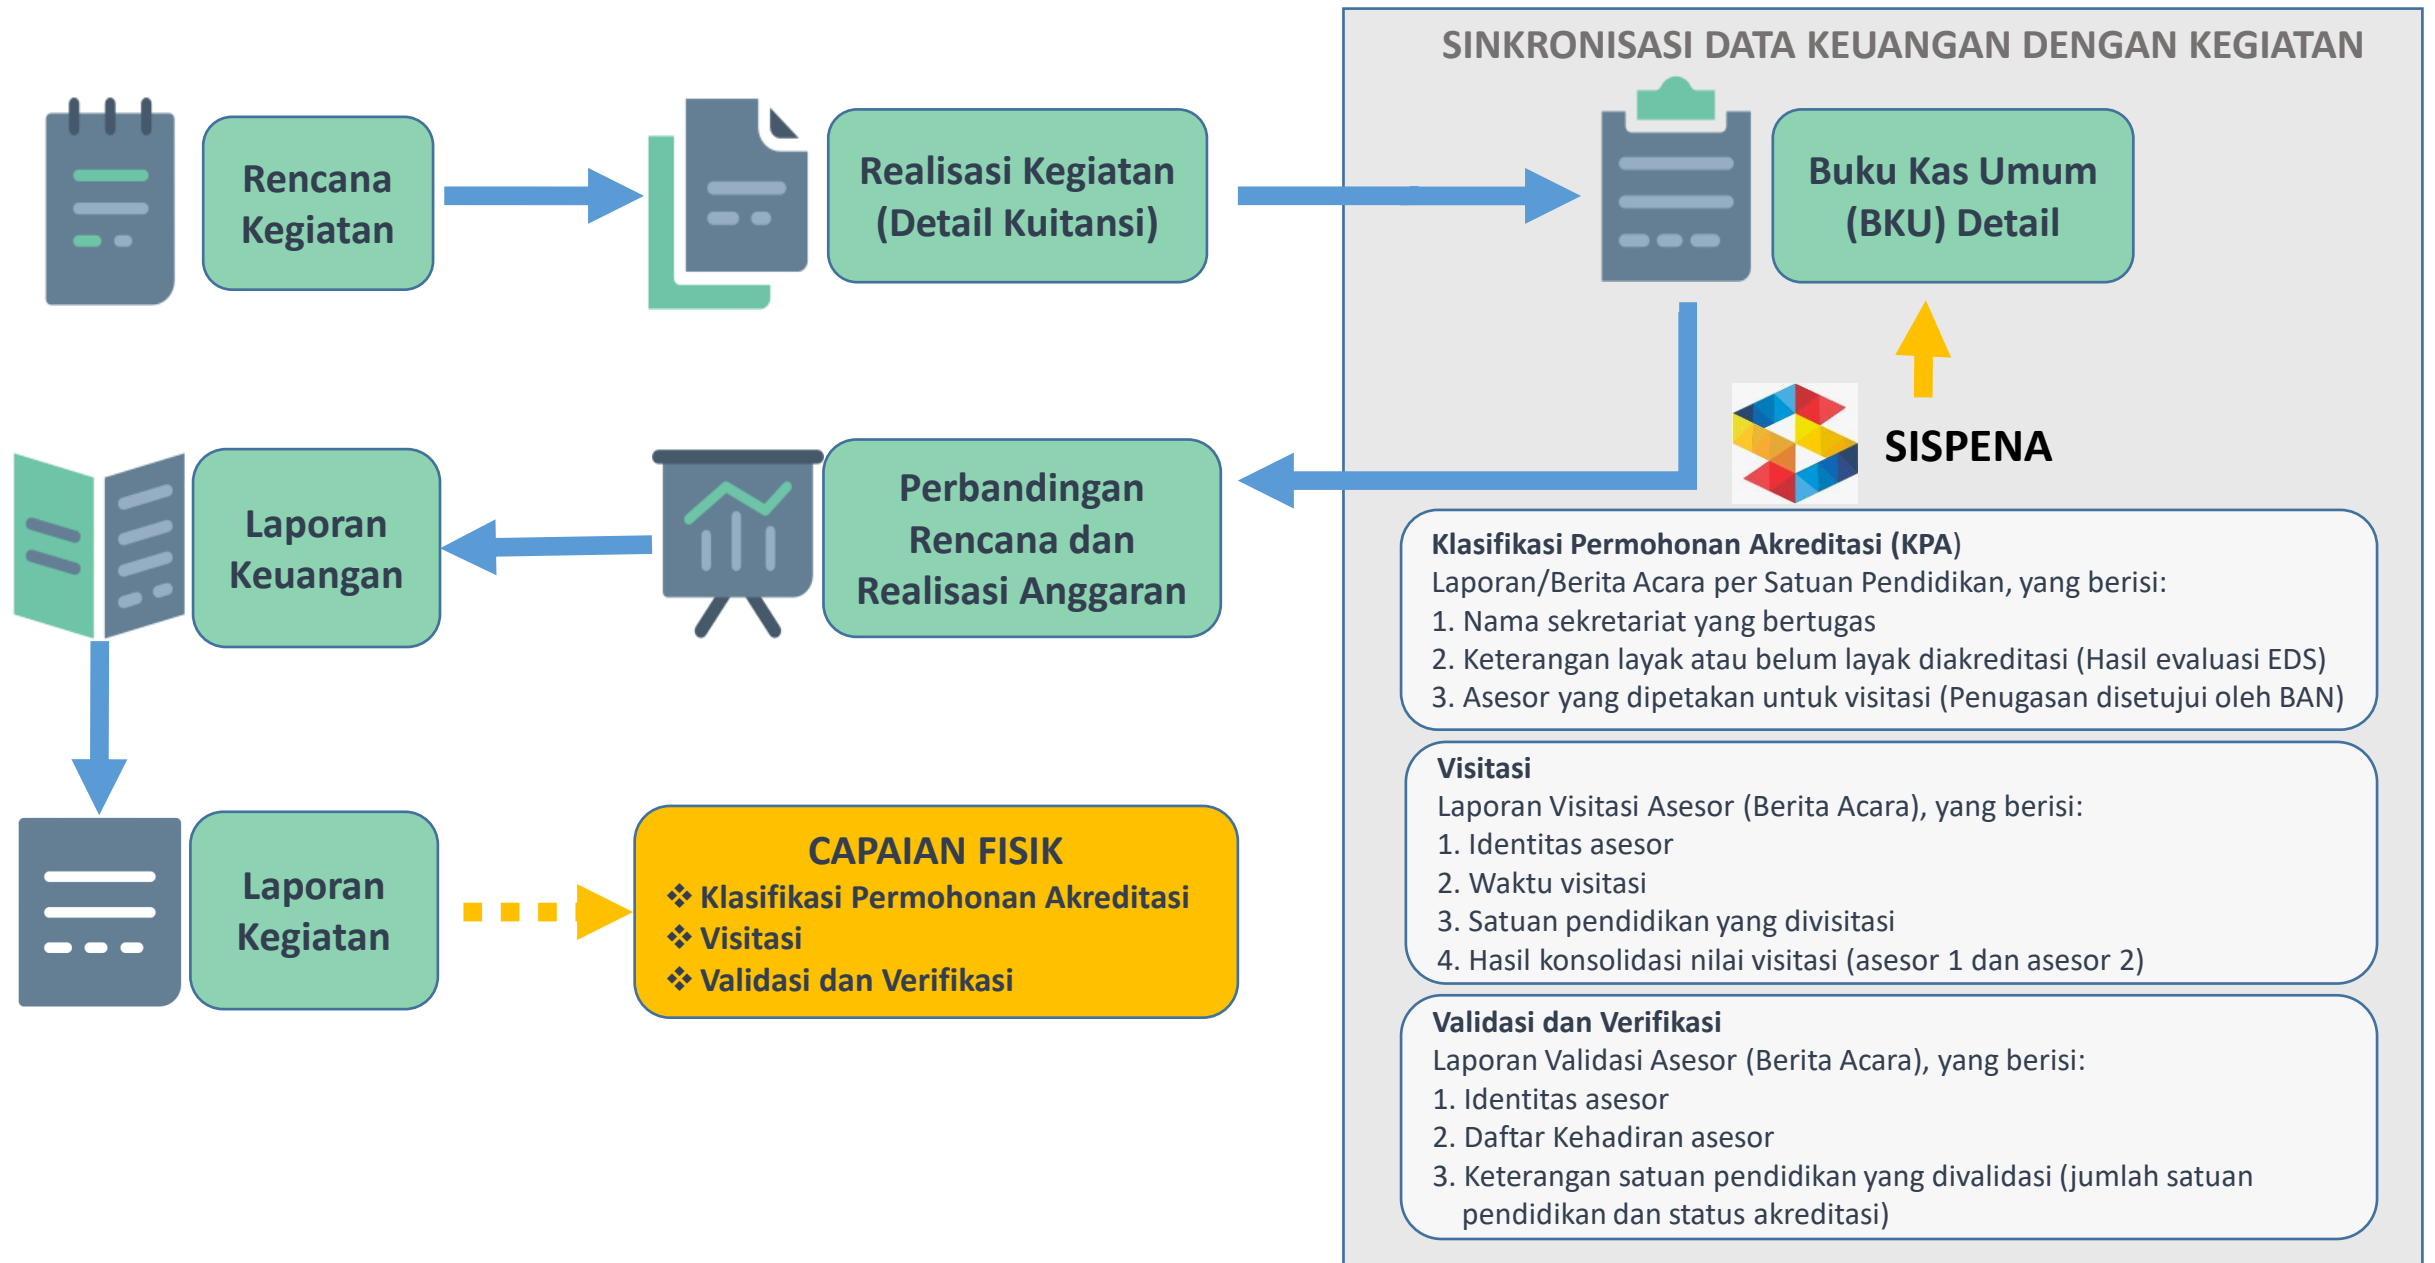 SINKRONISASI DATA KEUANGAN DENGAN KEGIATAN
Rencana
Kegiatan
Realisasi Kegiatan
(Detail Kuitansi)
Buku Kas Umum
(BKU) Detail
SISPENA
Laporan
Keuangan
Perbandingan
Rencana dan
Realisasi Anggaran
Klasifikasi Permohonan Akreditasi (KPA)
Laporan/Berita Acara per Satuan Pendidikan, yang berisi:
1. Nama sekretariat yang bertugas
2. Keterangan layak atau belum layak diakreditasi (Hasil evaluasi EDS)
3. Asesor yang dipetakan untuk visitasi (Penugasan disetujui oleh BAN)
Visitasi
Laporan Visitasi Asesor (Berita Acara), yang berisi:
1. Identitas asesor
2. Waktu visitasi
3. Satuan pendidikan yang divisitasi
4. Hasil konsolidasi nilai visitasi (asesor 1 dan asesor 2)
Validasi dan Verifikasi
Laporan Validasi Asesor (Berita Acara), yang berisi:
1. Identitas asesor
2. Daftar Kehadiran asesor
3. Keterangan satuan pendidikan yang divalidasi (jumlah satuan
pendidikan dan status akreditasi)
Laporan
Kegiatan
CAPAIAN FISIK
❖ Klasifikasi Permohonan Akreditasi
❖ Visitasi
❖ Validasi dan Verifikasi